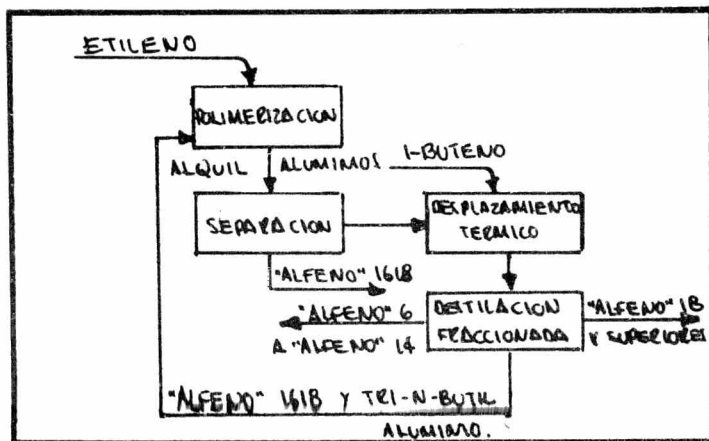 ETILENO
POLIMERIZACION
ALQUIL ALUMINOS 1-BUTENO
SEPARACION
DESPLAZAMIENTO
TERMICO
"ALFENO" 1618
"ALFENO" 6
A "ALFENO" 14
DESTILACION
FRACCIONADA
"ALFENO" 18
Y SUPERIORES
"ALFENO" 1618 Y TRI-N-BUTIL
ALUMINO.